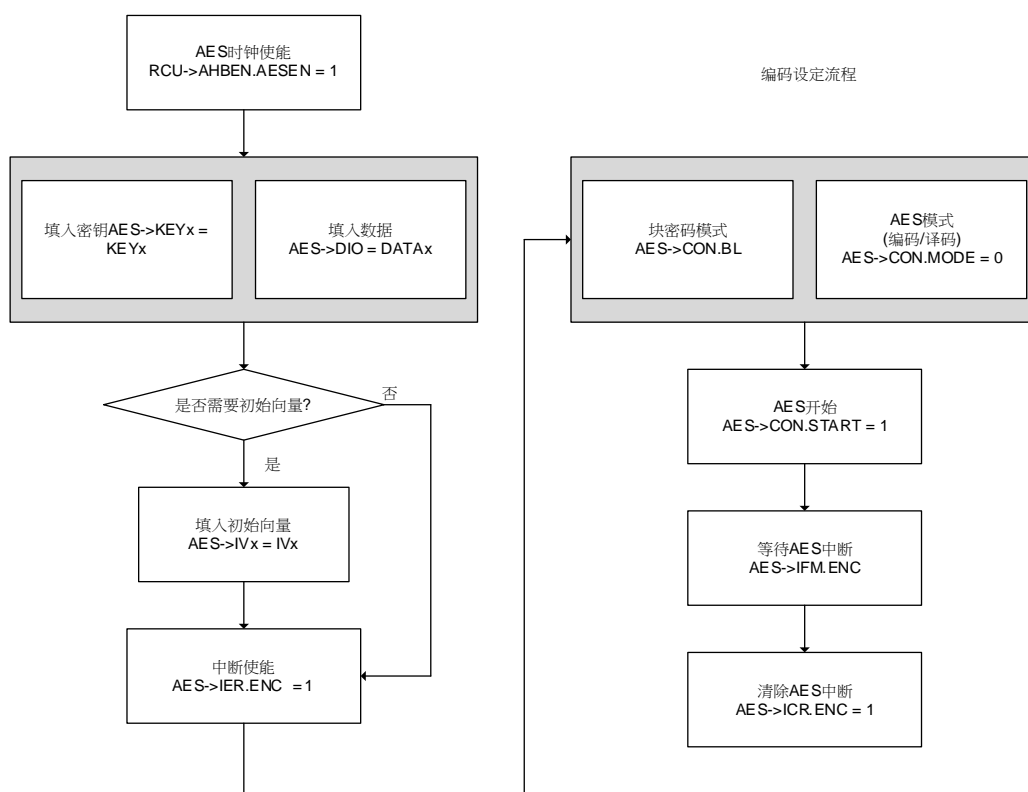 AES时钟使能
RCU->AHBEN.AESEN = 1
填入密钥AES->KEYx =
KEYx
填入数据
AES->DIO = DATAx
是否需要初始向量?
否
是
填入初始向量
AES->IVx = IVx
中断使能
AES->IER.ENC = 1
编码设定流程
块密码模式
AES->CON.BL
AES模式
(编码/译码)
AES->CON.MODE = 0
AES开始
AES->CON.START = 1
等待AES中断
AES->IFM.ENC
清除AES中断
AES->ICR.ENC = 1